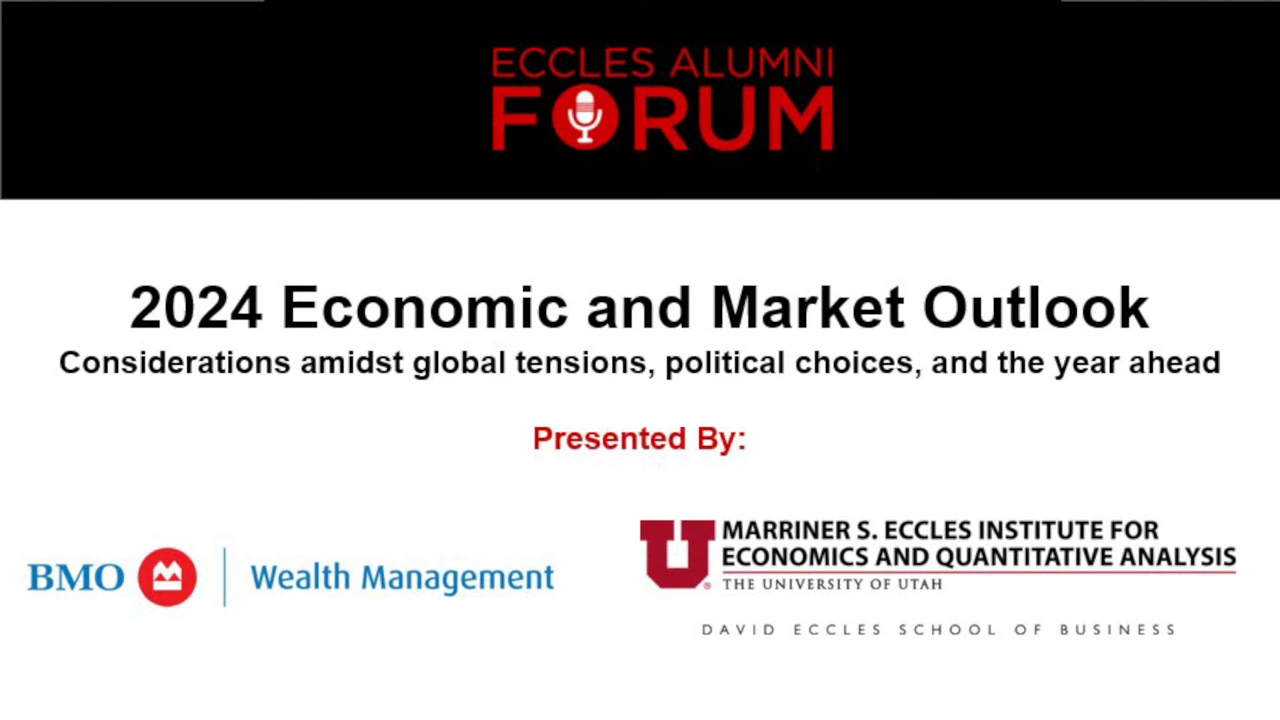 ECCLES ALUMNI
FORUM
2024 Economic and Market Outlook
Considerations amidst global tensions, political choices, and the year ahead
Presented By:
BMO Wealth Management
U MARRINER S. ECCLES INSTITUTE FOR
ECONOMICS AND QUANTITATIVE ANALYSIS
® THE UNIVERSITY OF UTAH
DAVID ECCLES SCHOOL OF BUSINESS